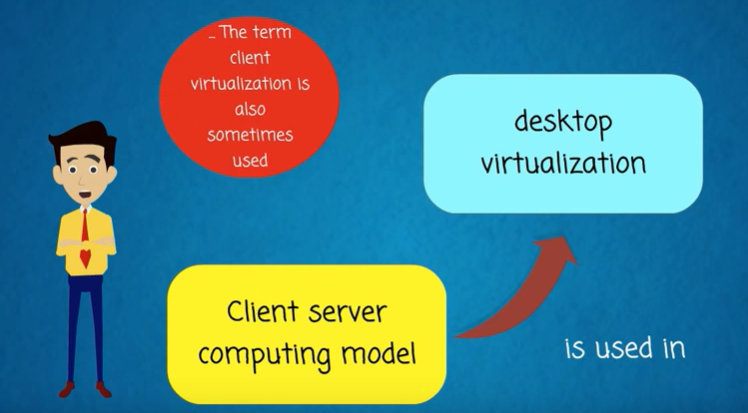 ... The term
client
virtualization is
also
sometimes
used
desktop
virtualization
Client server
computing model
is used in